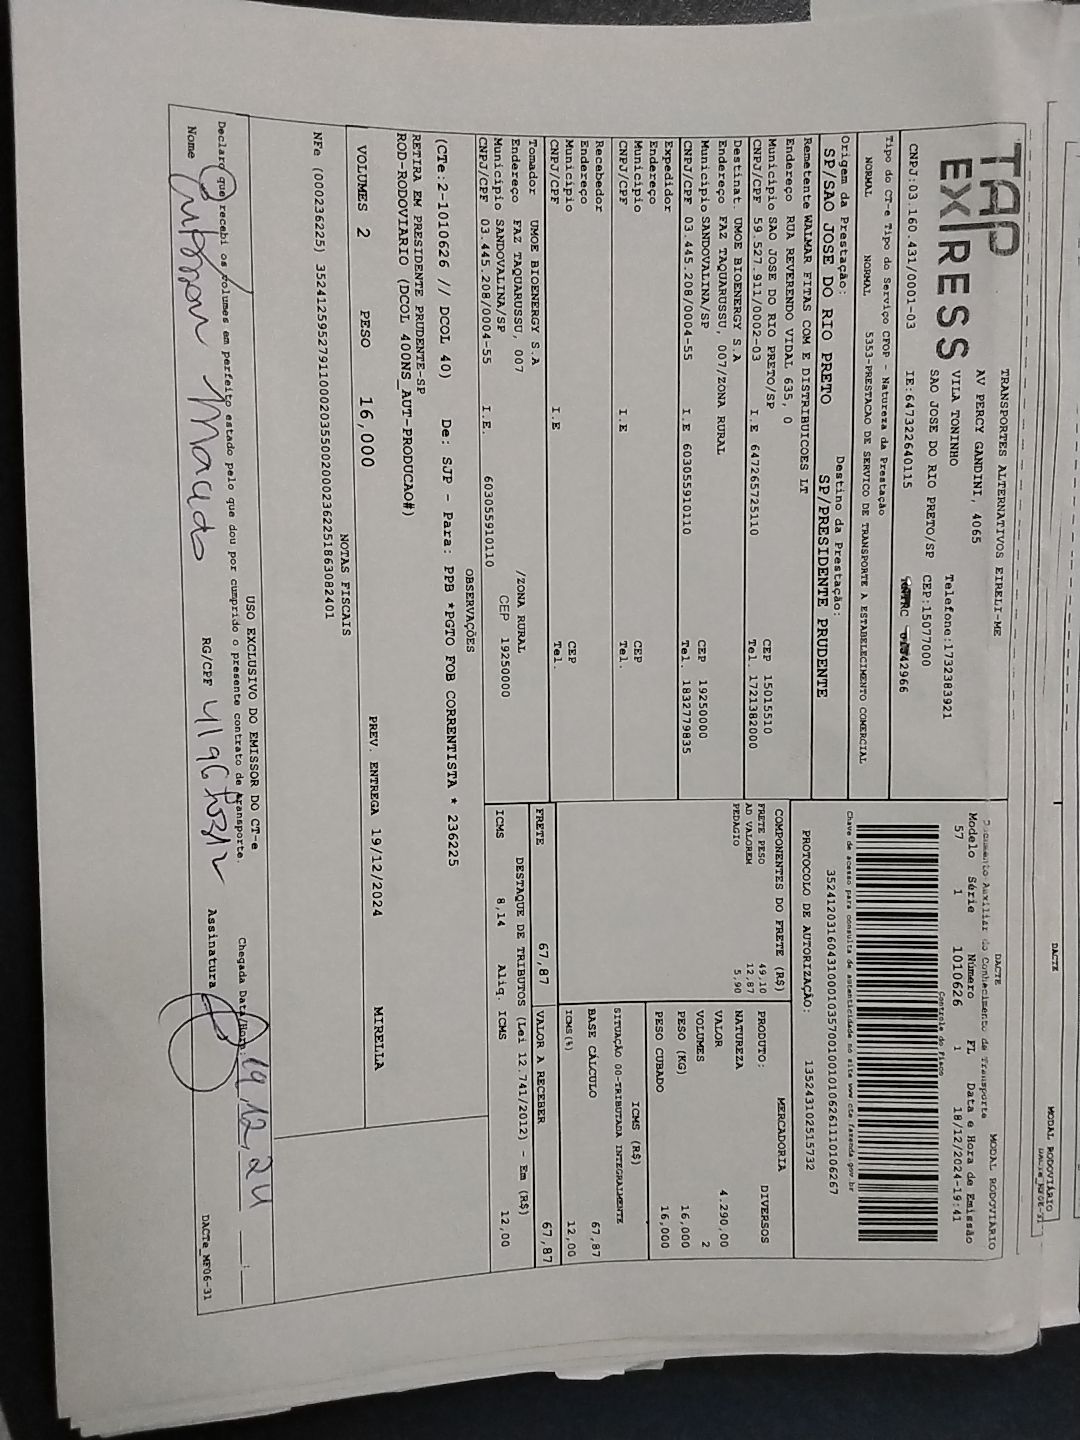 TAP
EXPRESS
TRANSPORTES ALTERNATIVOS EIRELI-ME
AV PERCY GANDINI, 4065
VILA TONINHO
SAO JOSE DO RIO PRETO/SP
Telefone:1732383921
CEP:15077000
CNPJ:03.160.431/0001-03
IE:647322640115
42966
Tipo do CT-e Tipo do Serviço CFOP - Natureza da Prestação
NORMAL NORMAL 5353-PRESTACAO DE SERVICO DE TRANSPORTE A ESTABELECIMENTO COMERCIAL
Origem da Prestação:
SP/SAO JOSE DO RIO PRETO
Destino da Prestação:
SP/PRESIDENTE PRUDENTE
Remetente WALMAR FITAS COM E DISTRIBUICOES LT
Endereço RUA REVERENDO VIDAL 635, 0
Município SAO JOSE DO RIO PRETO/SP CEP 15015510
CNPJ/CPF 59.527.911/0002-03 I.E 647265725110 Tel. 1721382000
Destinat. UMOE BIOENERGY S.A
Endereço FAZ TAQUARUSSU, 007/ZONA RURAL
Município SANDOVALINA/SP CEP 19250000
CNPJ/CPF 03.445.208/0004-55 I.E 603055910110 Tel. 1832779835
Expedidor
Endereço
Município CEP
CNPJ/CPF I.E Tel.
Recebedor
Endereço
Município CEP
CNPJ/CPF I.E Tel.
Tomador UMOE BIOENERGY S.A
Endereço FAZ TAQUARUSSU, 007 /ZONA RURAL
Município SANDOVALINA/SP CEP 19250000
CNPJ/CPF 03.445.208/0004-55 I.E. 603055910110
DACTE MODAL RODOVIÁRIO
Documento Auxiliar do Conhecimento de Transporte
Modelo Série Número FL Data e Hora de Emissão
57 1 1010626 1 18/12/2024-19:41
Controle do Fisco
Chave de acesso para consulta de autenticidade no site www.cte.fazenda.gov.br
35241203160431000103570010010106261110106267
PROTOCOLO DE AUTORIZAÇÃO: 135243102515732
COMPONENTES DO FRETE (R$)
FRETE PESO 49,10
AD VALOREM 12,87
PEDAGIO 5,90
MERCADORIA
PRODUTO: DIVERSOS
NATUREZA
VALOR 4.290,00
VOLUMES 2
PESO (KG) 16,000
PESO CUBADO 16,000
ICMS (R$)
SITUAÇÃO 00-TRIBUTADA INTEGRALMENTE
BASE CÁLCULO 67,87
ICMS(%) 12,00
FRETE 67,87 VALOR A RECEBER 67,87
DESTAQUE DE TRIBUTOS (Lei 12.741/2012) - Em (R$)
ICMS 8,14 Aliq. ICMS 12,00
OBSERVAÇÕES
(CTe:2-1010626 // DCOL 40) De: SJP - Para: PPB *PGTO FOB CORRENTISTA * 236225
RETIRA EM PRESIDENTE PRUDENTE-SP
ROD-RODOVIARIO (DCOL 400NS_AUT-PRODUCAO#)
VOLUMES 2 PESO 16,000 PREV. ENTREGA 19/12/2024 MIRELLA
NOTAS FISCAIS
NFe (000236225) 35241259527911000203550020002362251863082401
USO EXCLUSIVO DO EMISSOR DO CT-e
Declaro que recebi os volumes em perfeito estado pelo que dou por cumprido o presente contrato de transporte.
Chegada Data/Hora: 19,12,24
Nome Macedo RG/CPF Assinatura
DACTe_MF06-31
DACTE
MODAL RODOVIÁRIO